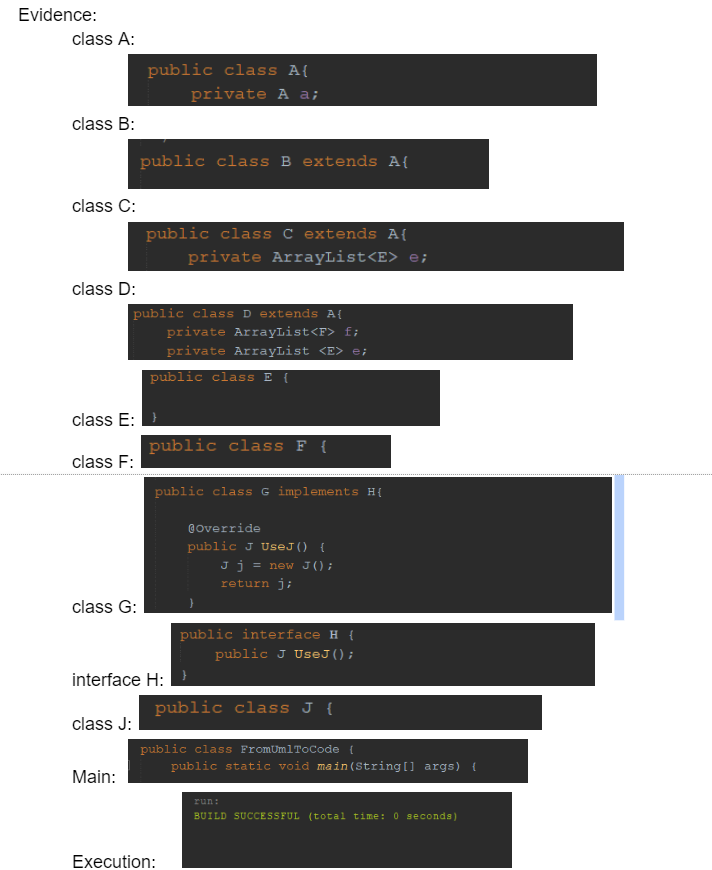 Evidence:
class A:
public class A{
private A a;
class B:
public class B extends A{
class C:
public class C extends A{
private ArrayList<E> e;
class D:
public class D extends A{
private ArrayList<F> f;
private ArrayList <E> e;
public class E {
}
class E:
public class F {
class F:
public class G implements H{
@Override
public J UseJ() {
J j = new J();
return j;
}
class G:
public interface H {
public J UseJ();
}
interface H:
public class J {
class J:
public class FromUmlToCode {
public static void main(String[] args) {
Main:
run:
BUILD SUCCESSFUL (total time: 0 seconds)
Execution: